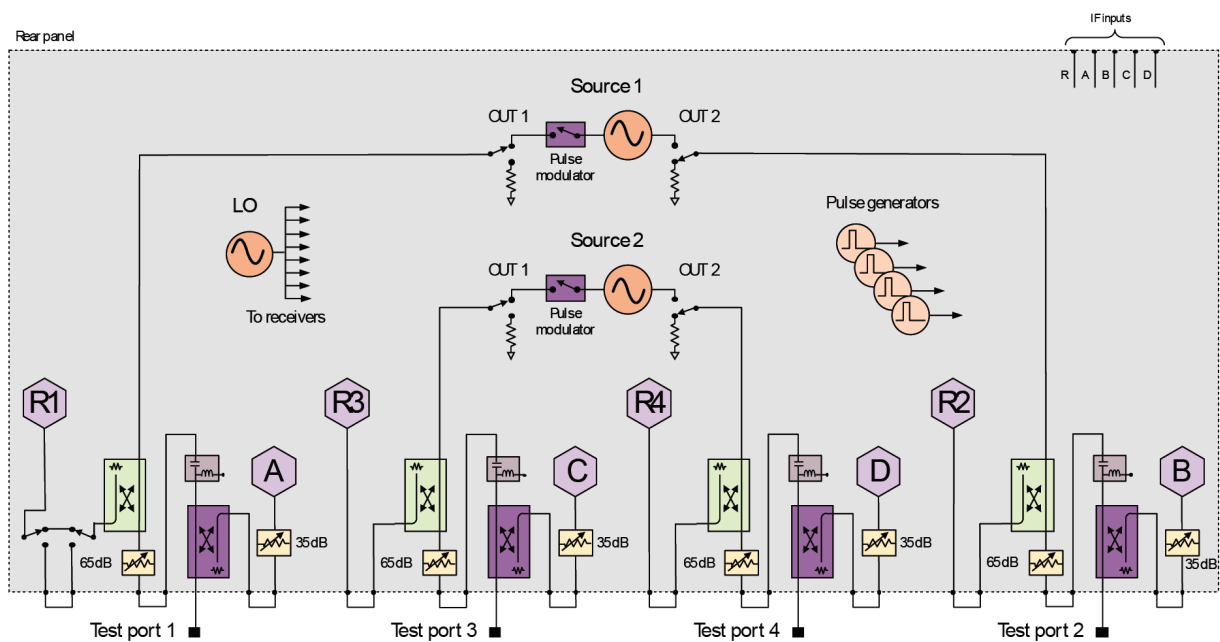 IF inputs
Rear panel
R A B C D
Source 1
OUT 1
OUT 2
Pulse
modulator
LO
To receivers
Pulse generators
Source 2
OUT 1
OUT 2
Pulse
modulator
R1
R3
R4
R2
A
C
D
B
65dB
35dB
65dB
35dB
65dB
35dB
65dB
35dB
Test port 1
Test port 3
Test port 4
Test port 2